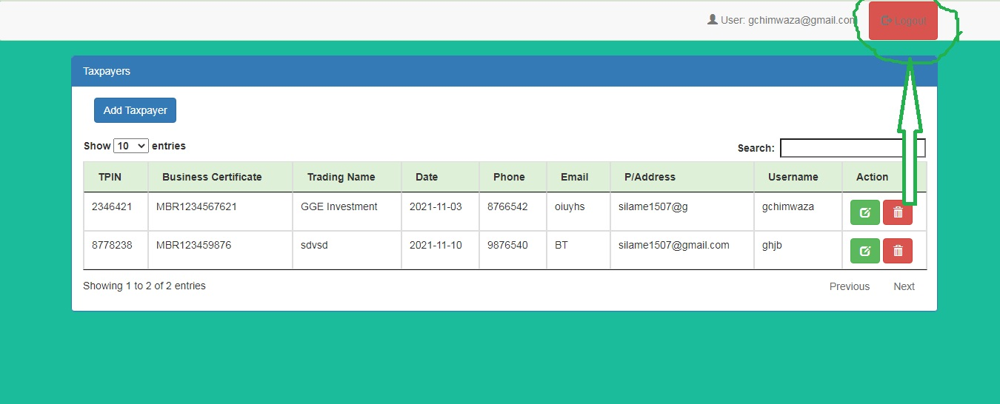 User: gchimwaza@gmail.com Logout
Taxpayers
Add Taxpayer
Show 10 entries
Search:
TPIN Business Certificate Trading Name Date Phone Email P/Address Username Action
2346421 MBR1234567621 GGE Investment 2021-11-03 8766542 oiuyhs silame1507@g gchimwaza
8778238 MBR123459876 sdvsd 2021-11-10 9876540 BT silame1507@gmail.com ghjb
Showing 1 to 2 of 2 entries
Previous Next